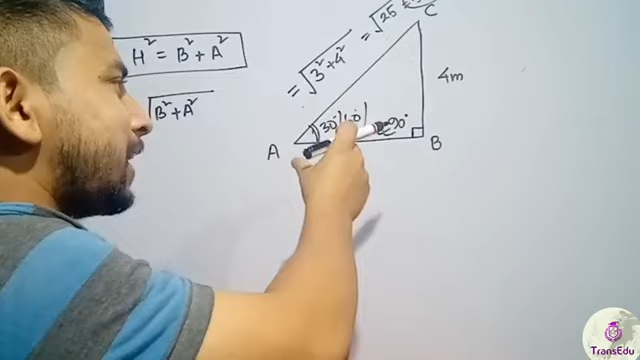 H² = B² + A²
√B² + A²
= √3² + 4²
= √25
C
4m
30°
90°
A
B
TransEdu